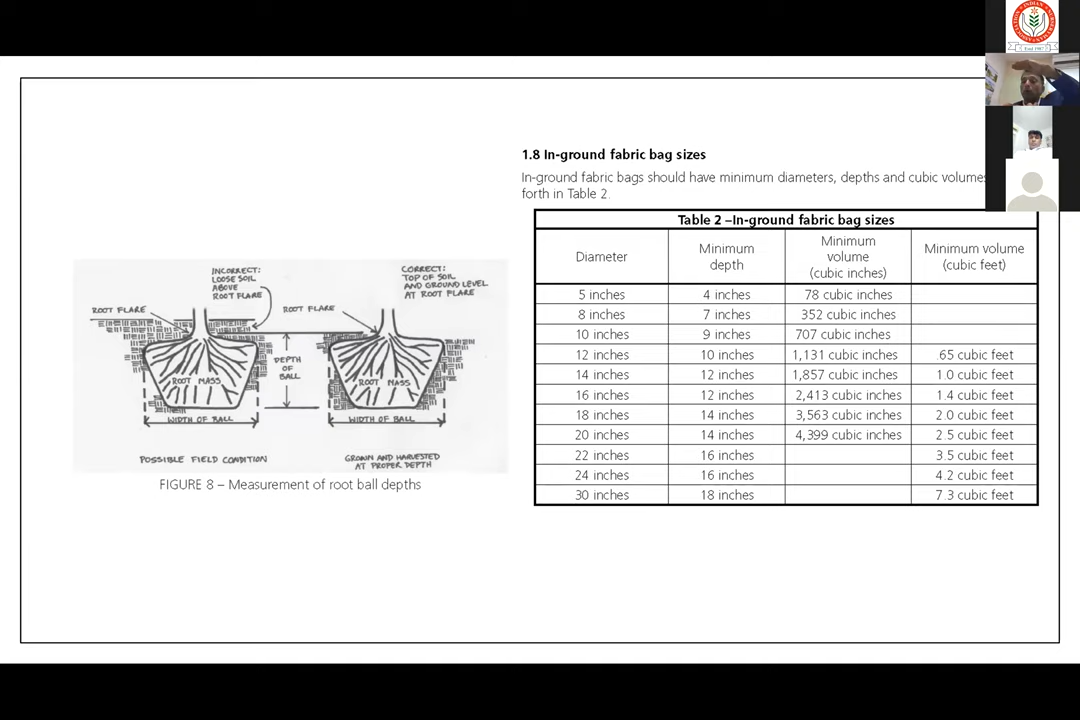 INDIAN
NURSERYMEN ASSOCIATION
Estd 1987
1.8 In-ground fabric bag sizes
In-ground fabric bags should have minimum diameters, depths and cubic volumes
forth in Table 2.
Table 2 –In-ground fabric bag sizes
Diameter Minimum depth Minimum volume (cubic inches) Minimum volume (cubic feet)
5 inches 4 inches 78 cubic inches
8 inches 7 inches 352 cubic inches
10 inches 9 inches 707 cubic inches
12 inches 10 inches 1,131 cubic inches .65 cubic feet
14 inches 12 inches 1,857 cubic inches 1.0 cubic feet
16 inches 12 inches 2,413 cubic inches 1.4 cubic feet
18 inches 14 inches 3,563 cubic inches 2.0 cubic feet
20 inches 14 inches 4,399 cubic inches 2.5 cubic feet
22 inches 16 inches 3.5 cubic feet
24 inches 16 inches 4.2 cubic feet
30 inches 18 inches 7.3 cubic feet
INCORRECT:
LOOSE SOIL
ABOVE
ROOT FLARE
CORRECT:
TOP OF SOIL
AND GROUND LEVEL
AT ROOT FLARE
ROOT FLARE
ROOT FLARE
DEPTH
OF
BALL
ROOT MASS
ROOT MASS
WIDTH OF BALL
WIDTH OF BALL
POSSIBLE FIELD CONDITION
GROWN AND HARVESTED
AT PROPER DEPTH
FIGURE 8 – Measurement of root ball depths